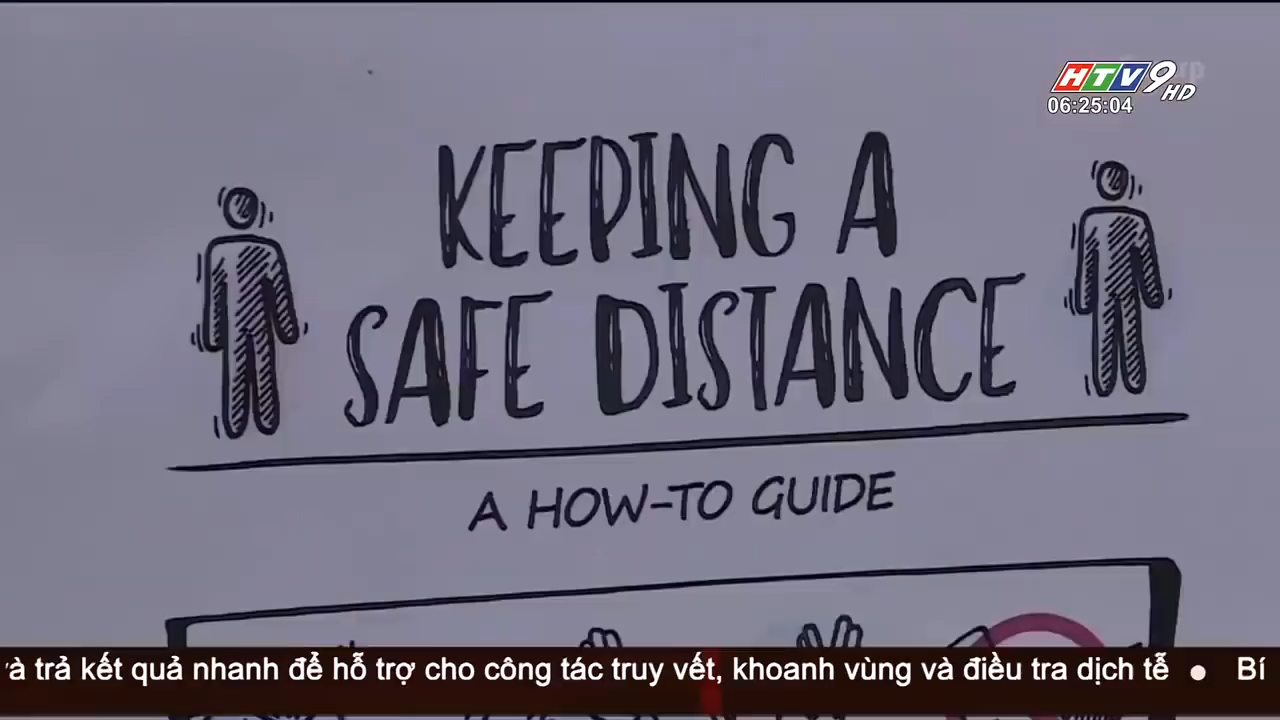 HTV9 HD
06:25:04
KEEPING A
SAFE DISTANCE
A HOW-TO GUIDE
và trả kết quả nhanh để hỗ trợ cho công tác truy vết, khoanh vùng và điều tra dịch tễ ● Bí